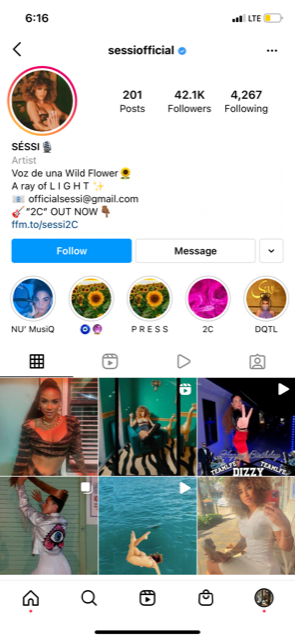 6:16 LTE
sessiofficial
201 42.1K 4,267
Posts Followers Following
SÉSSI🎙️
Artist
Voz de una Wild Flower🌻
A ray of L I G H T ✨
📧 officialsessi@gmail.com
🎸“2C” OUT NOW👇🏾
ffm.to/sessi2C
Follow Message
NU' MusiQ P R E S S 2C DQTL
Happy Birthday
TEAMLFE TEAMLFE
DIZZY